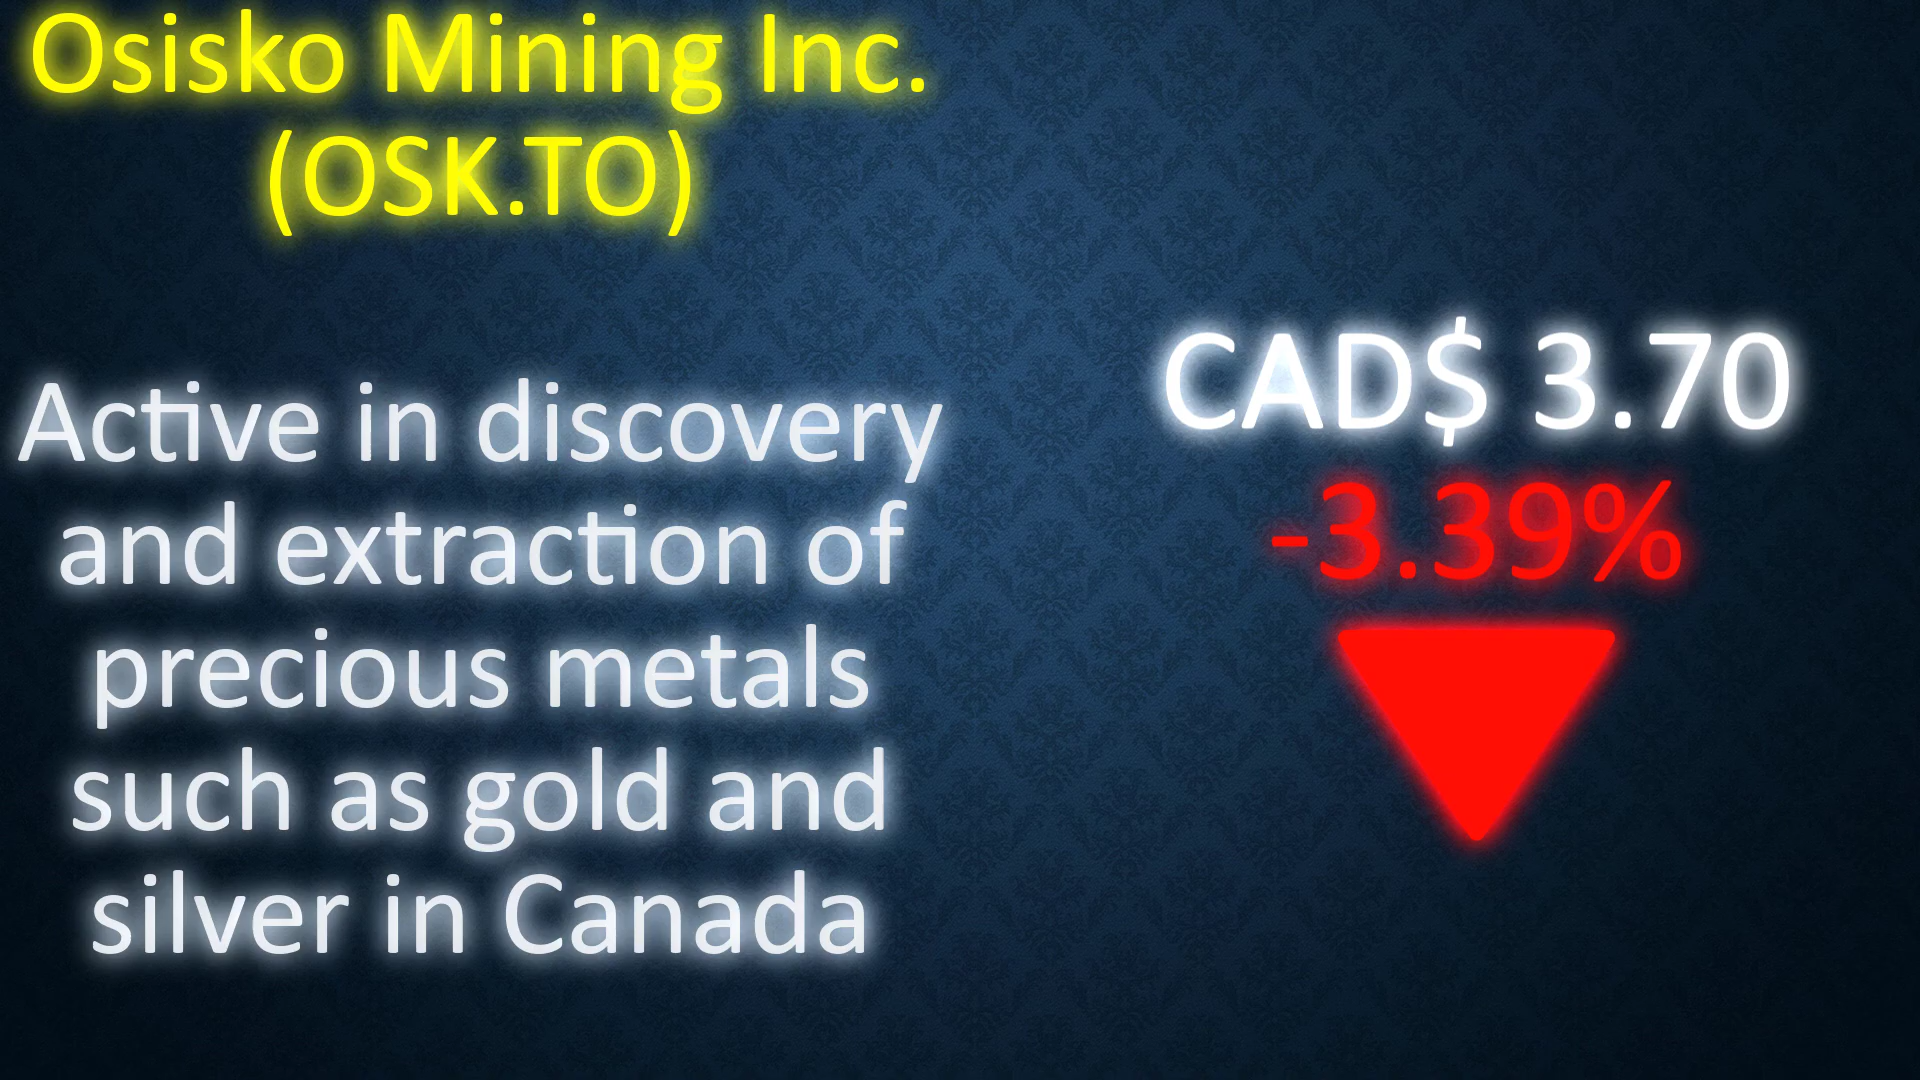 Osisko Mining Inc.
(OSK.TO)
Active in discovery
and extraction of
precious metals
such as gold and
silver in Canada
CAD$ 3.70
-3.39%